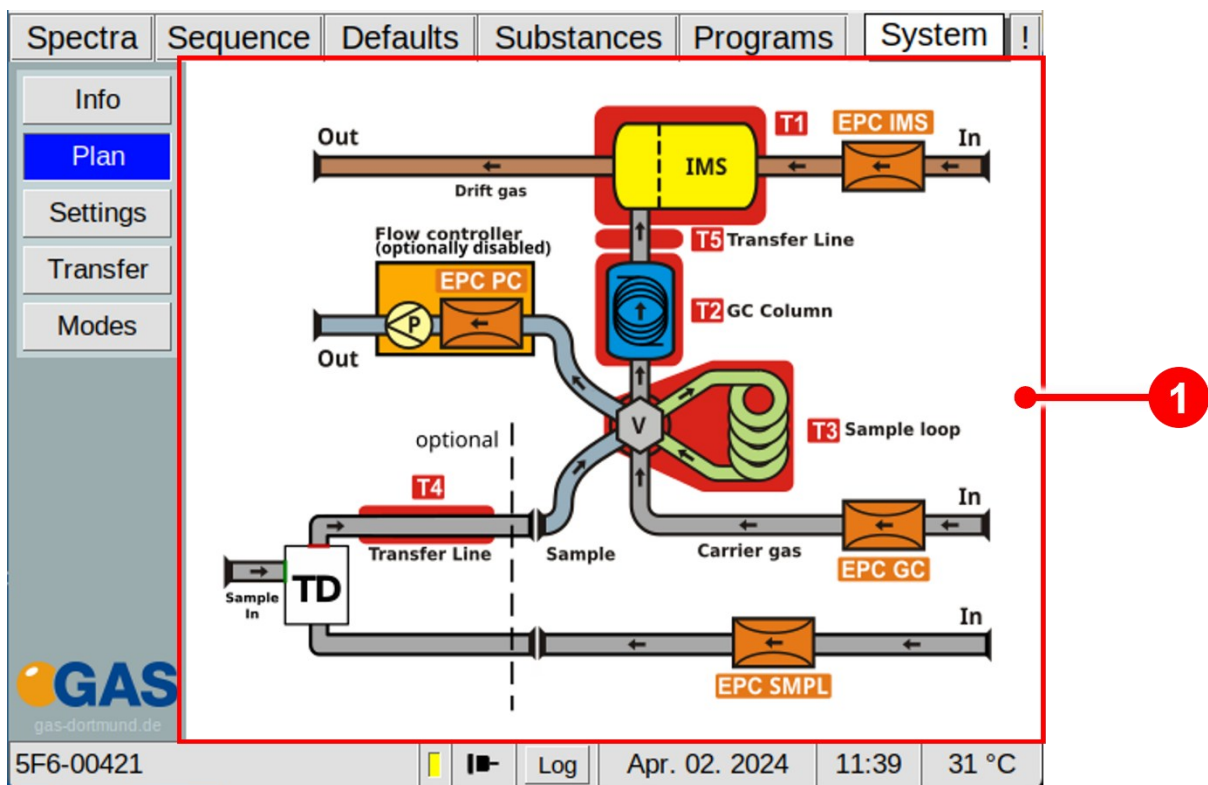 Spectra Sequence Defaults Substances Programs System !
Info
Plan
Settings
Transfer
Modes
Out
T1
EPC IMS
In
IMS
Drift gas
Flow controller
(optionally disabled)
T5 Transfer Line
EPC PC
P
T2 GC Column
Out
V
optional
T3 Sample loop
1
T4
In
Transfer Line
Sample
Carrier gas
EPC GC
TD
Sample
In
In
EPC SMPL
GAS
gas-dortmund.de
5F6-00421 Log Apr. 02. 2024 11:39 31 °C